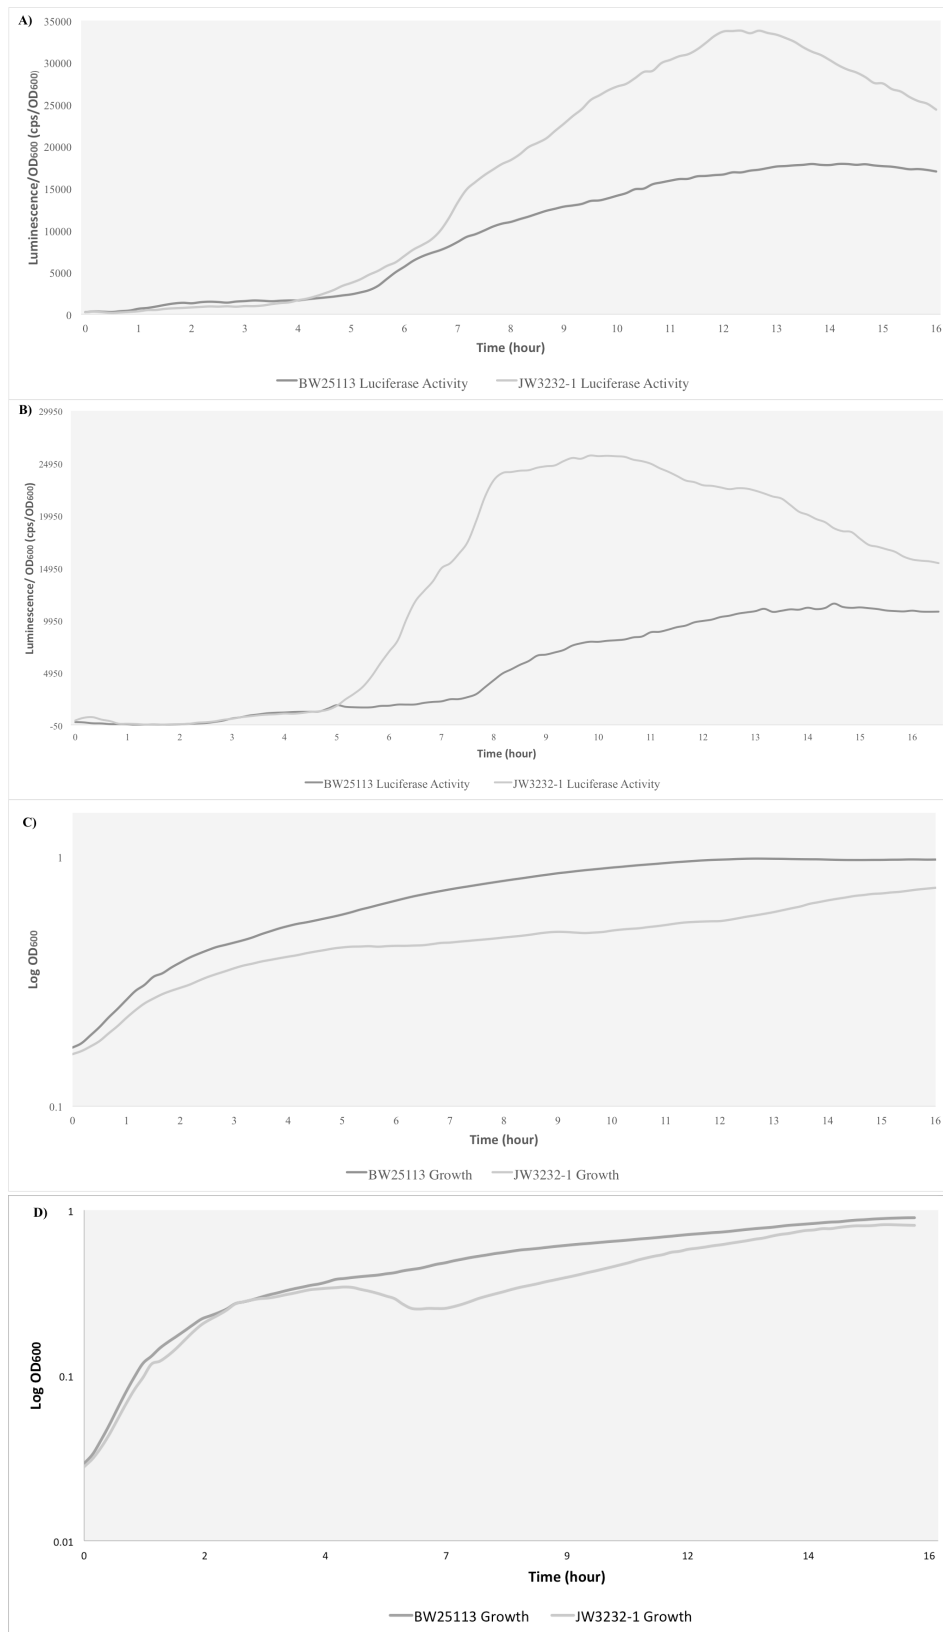 A)
35000
30000
25000
20000
15000
10000
5000
0
Luminescence/OD600 (cps/OD600)
0 1 2 3 4 5 6 7 8 9 10 11 12 13 14 15 16
Time (hour)
BW25113 Luciferase Activity JW3232-1 Luciferase Activity
B)
29950
24950
19950
14950
9950
4950
-50
Luminescence/ OD600 (cps/OD600)
0 1 2 3 4 5 6 7 8 9 10 11 12 13 14 15 16
Time (hour)
BW25113 Luciferase Activity JW3232-1 Luciferase Activity
C)
1
0.1
Log OD600
0 1 2 3 4 5 6 7 8 9 10 11 12 13 14 15 16
Time (hour)
BW25113 Growth JW3232-1 Growth
D)
1
0.1
0.01
Log OD600
0 2 4 7 9 12 14 16
Time (hour)
BW25113 Growth JW3232-1 Growth